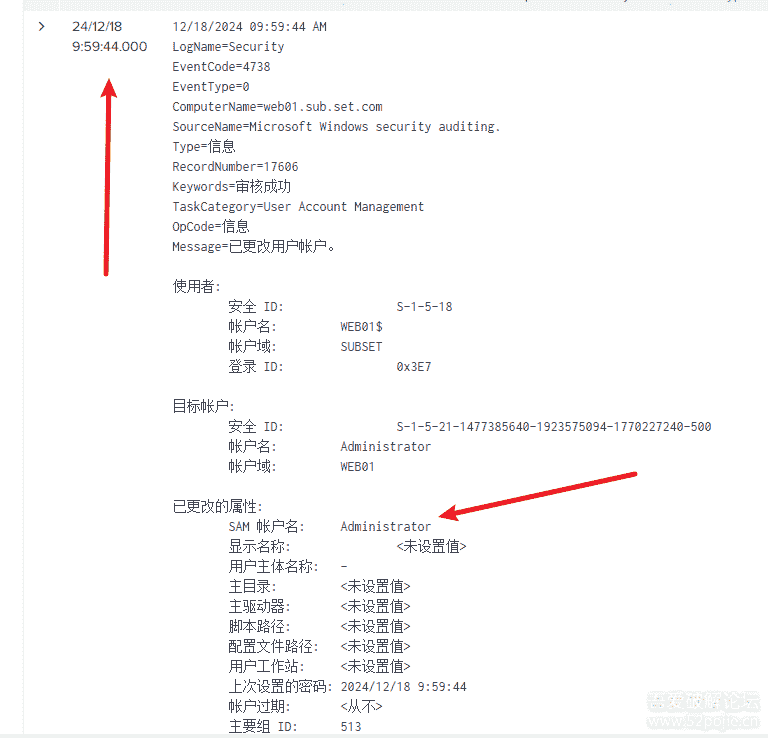 24/12/18
9:59:44.000
12/18/2024 09:59:44 AM
LogName=Security
EventCode=4738
EventType=0
ComputerName=web01.sub.set.com
SourceName=Microsoft Windows security auditing.
Type=信息
RecordNumber=17606
Keywords=审核成功
TaskCategory=User Account Management
OpCode=信息
Message=已更改用户帐户。
使用者:
安全 ID: S-1-5-18
帐户名: WEB01$
帐户域: SUBSET
登录 ID: 0x3E7
目标帐户:
安全 ID: S-1-5-21-1477385640-1923575094-1770227240-500
帐户名: Administrator
帐户域: WEB01
已更改的属性:
SAM 帐户名: Administrator
显示名称: <未设置值>
用户主体名称: -
主目录: <未设置值>
主驱动器: <未设置值>
脚本路径: <未设置值>
配置文件路径: <未设置值>
用户工作站: <未设置值>
上次设置的密码: 2024/12/18 9:59:44
帐户过期: <从不>
主要组 ID: 513
吾爱破解论坛
www.52pojie.cn